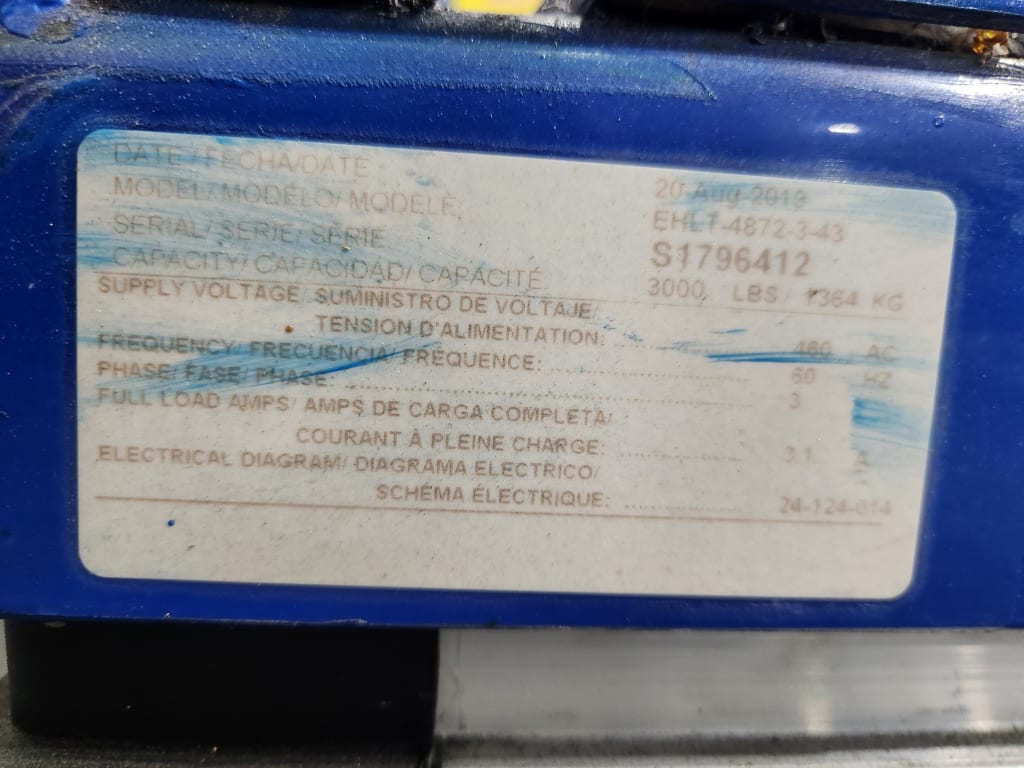 DATE / FECHA/DATE 20-Aug-2019
MODEL/ MODELO/ MODELE EHLT-4872-3-43
SERIAL/ SERIE/ SÉRIE S1796412
CAPACITY/ CAPACIDAD/ CAPACITÉ 3000 LBS / 1364 KG
SUPPLY VOLTAGE/ SUMINISTRO DE VOLTAJE/
TENSION D'ALIMENTATION: 460 AC
FREQUENCY/ FRECUENCIA/ FRÉQUENCE: 60 HZ
PHASE/ FASE/ PHASE: 3
FULL LOAD AMPS/ AMPS DE CARGA COMPLETA/
COURANT À PLEINE CHARGE: 3.1 A
ELECTRICAL DIAGRAM/ DIAGRAMA ELECTRICO/
SCHÉMA ÉLECTRIQUE: 24-124-014